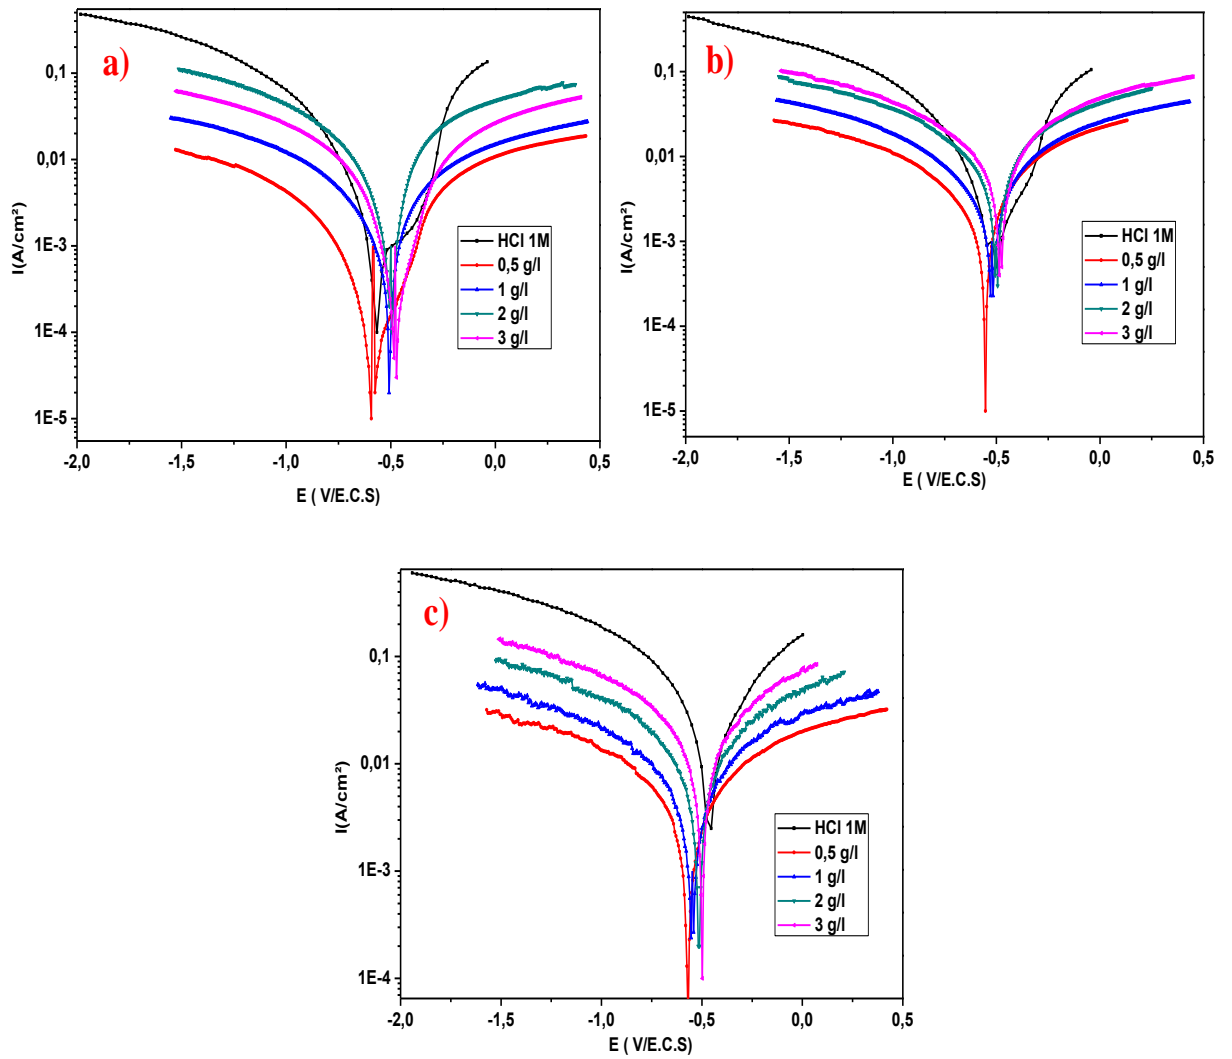 a)
I(A/cm²)
0,1
0,01
1E-3
1E-4
1E-5
HCl 1M
0,5 g/l
1 g/l
2 g/l
3 g/l
-2,0 -1,5 -1,0 -0,5 0,0 0,5
E ( V/E.C.S)
b)
I(A/cm²)
0,1
0,01
1E-3
1E-4
1E-5
HCl 1M
0,5 g/l
1 g/l
2 g/l
3 g/l
-2,0 -1,5 -1,0 -0,5 0,0 0,5
E ( V/E.C.S)
c)
I(A/cm²)
0,1
0,01
1E-3
1E-4
HCl 1M
0,5 g/l
1 g/l
2 g/l
3 g/l
-2,0 -1,5 -1,0 -0,5 0,0 0,5
E ( V/E.C.S)